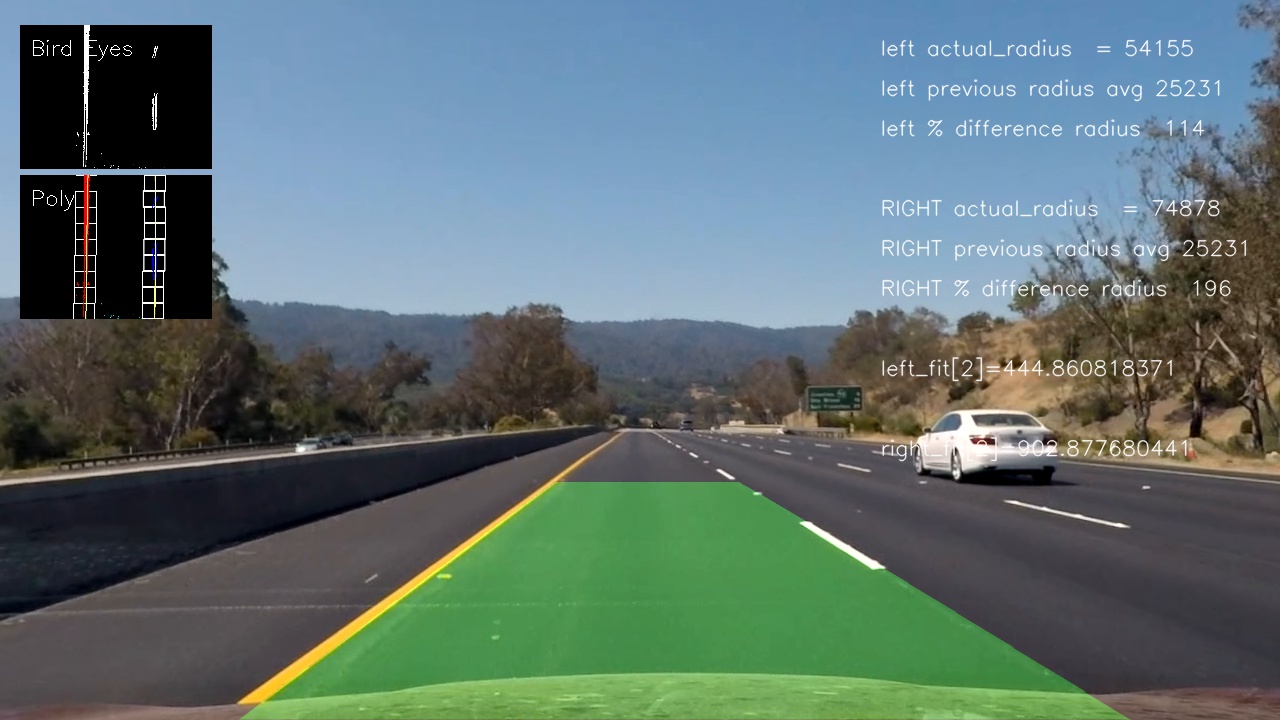 Bird Eyes
Poly
left actual_radius = 54155
left previous radius avg 25231
left % difference radius 114
RIGHT actual_radius = 74878
RIGHT previous radius avg 25231
RIGHT % difference radius 196
left_fit[2]=444.860818371
right_fit[2]=902.877680441